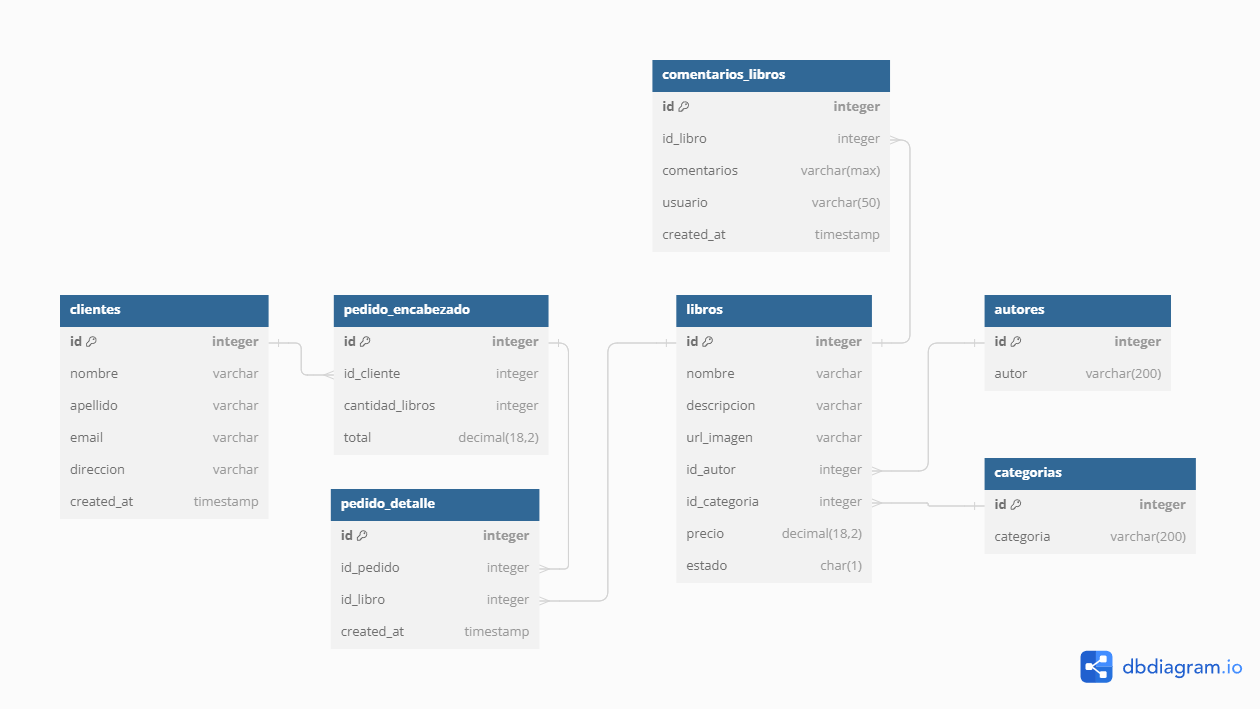 comentarios_libros
id integer
id_libro integer
comentarios varchar(max)
usuario varchar(50)
created_at timestamp
clientes
id integer
nombre varchar
apellido varchar
email varchar
direccion varchar
created_at timestamp
pedido_encabezado
id integer
id_cliente integer
cantidad_libros integer
total decimal(18,2)
pedido_detalle
id integer
id_pedido integer
id_libro integer
created_at timestamp
libros
id integer
nombre varchar
descripcion varchar
url_imagen varchar
id_autor integer
id_categoria integer
precio decimal(18,2)
estado char(1)
autores
id integer
autor varchar(200)
categorias
id integer
categoria varchar(200)
dbdiagram.io